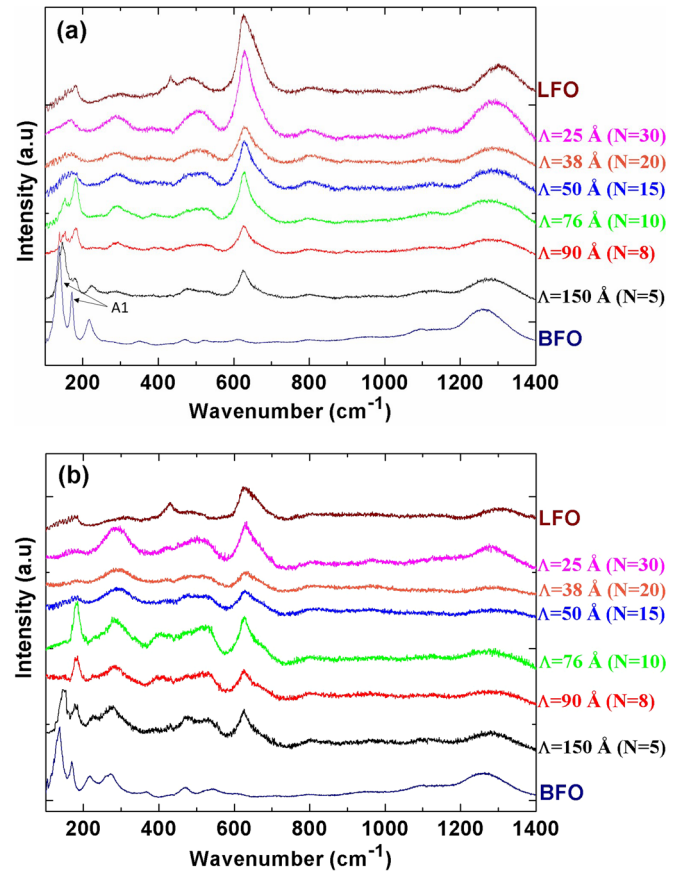 (a)
LFO
Λ=25 Å (N=30)
Λ=38 Å (N=20)
Λ=50 Å (N=15)
Λ=76 Å (N=10)
Λ=90 Å (N=8)
Λ=150 Å (N=5)
BFO
A1
Intensity (a.u)
200 400 600 800 1000 1200 1400
Wavenumber (cm⁻¹)
(b)
LFO
Λ=25 Å (N=30)
Λ=38 Å (N=20)
Λ=50 Å (N=15)
Λ=76 Å (N=10)
Λ=90 Å (N=8)
Λ=150 Å (N=5)
BFO
Intensity (a.u)
200 400 600 800 1000 1200 1400
Wavenumber (cm⁻¹)